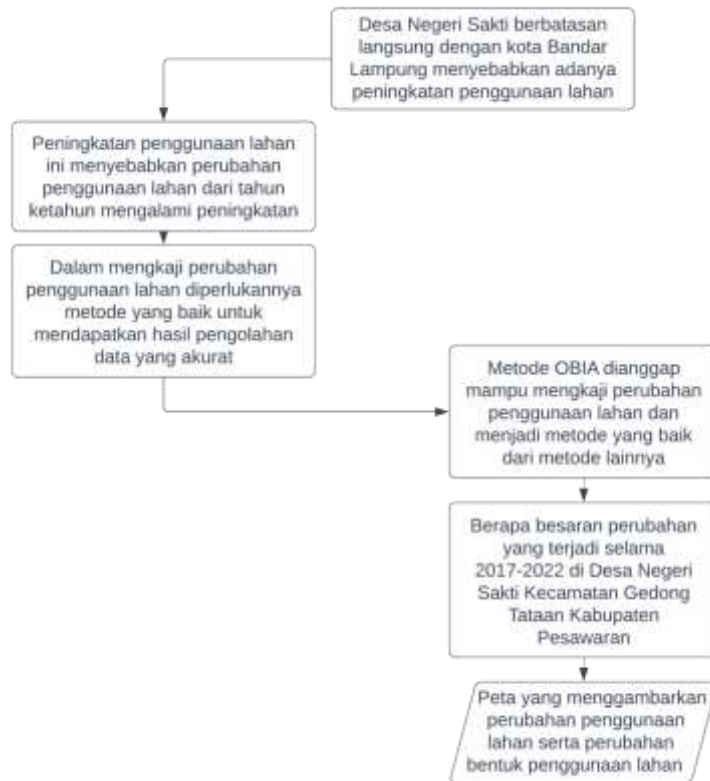 Desa Negeri Sakti berbatasan
langsung dengan kota Bandar
Lampung menyebabkan adanya
peningkatan penggunaan lahan
Peningkatan penggunaan lahan
ini menyebabkan perubahan
penggunaan lahan dari tahun
ketahun mengalami peningkatan
Dalam mengkaji perubahan
penggunaan lahan diperlukannya
metode yang baik untuk
mendapatkan hasil pengolahan
data yang akurat
Metode OBIA dianggap
mampu mengkaji perubahan
penggunaan lahan dan
menjadi metode yang baik
dari metode lainnya
Berapa besaran perubahan
yang terjadi selama
2017-2022 di Desa Negeri
Sakti Kecamatan Gedong
Tataan Kabupaten
Pesawaran
Peta yang menggambarkan
perubahan penggunaan
lahan serta perubahan
bentuk penggunaan lahan